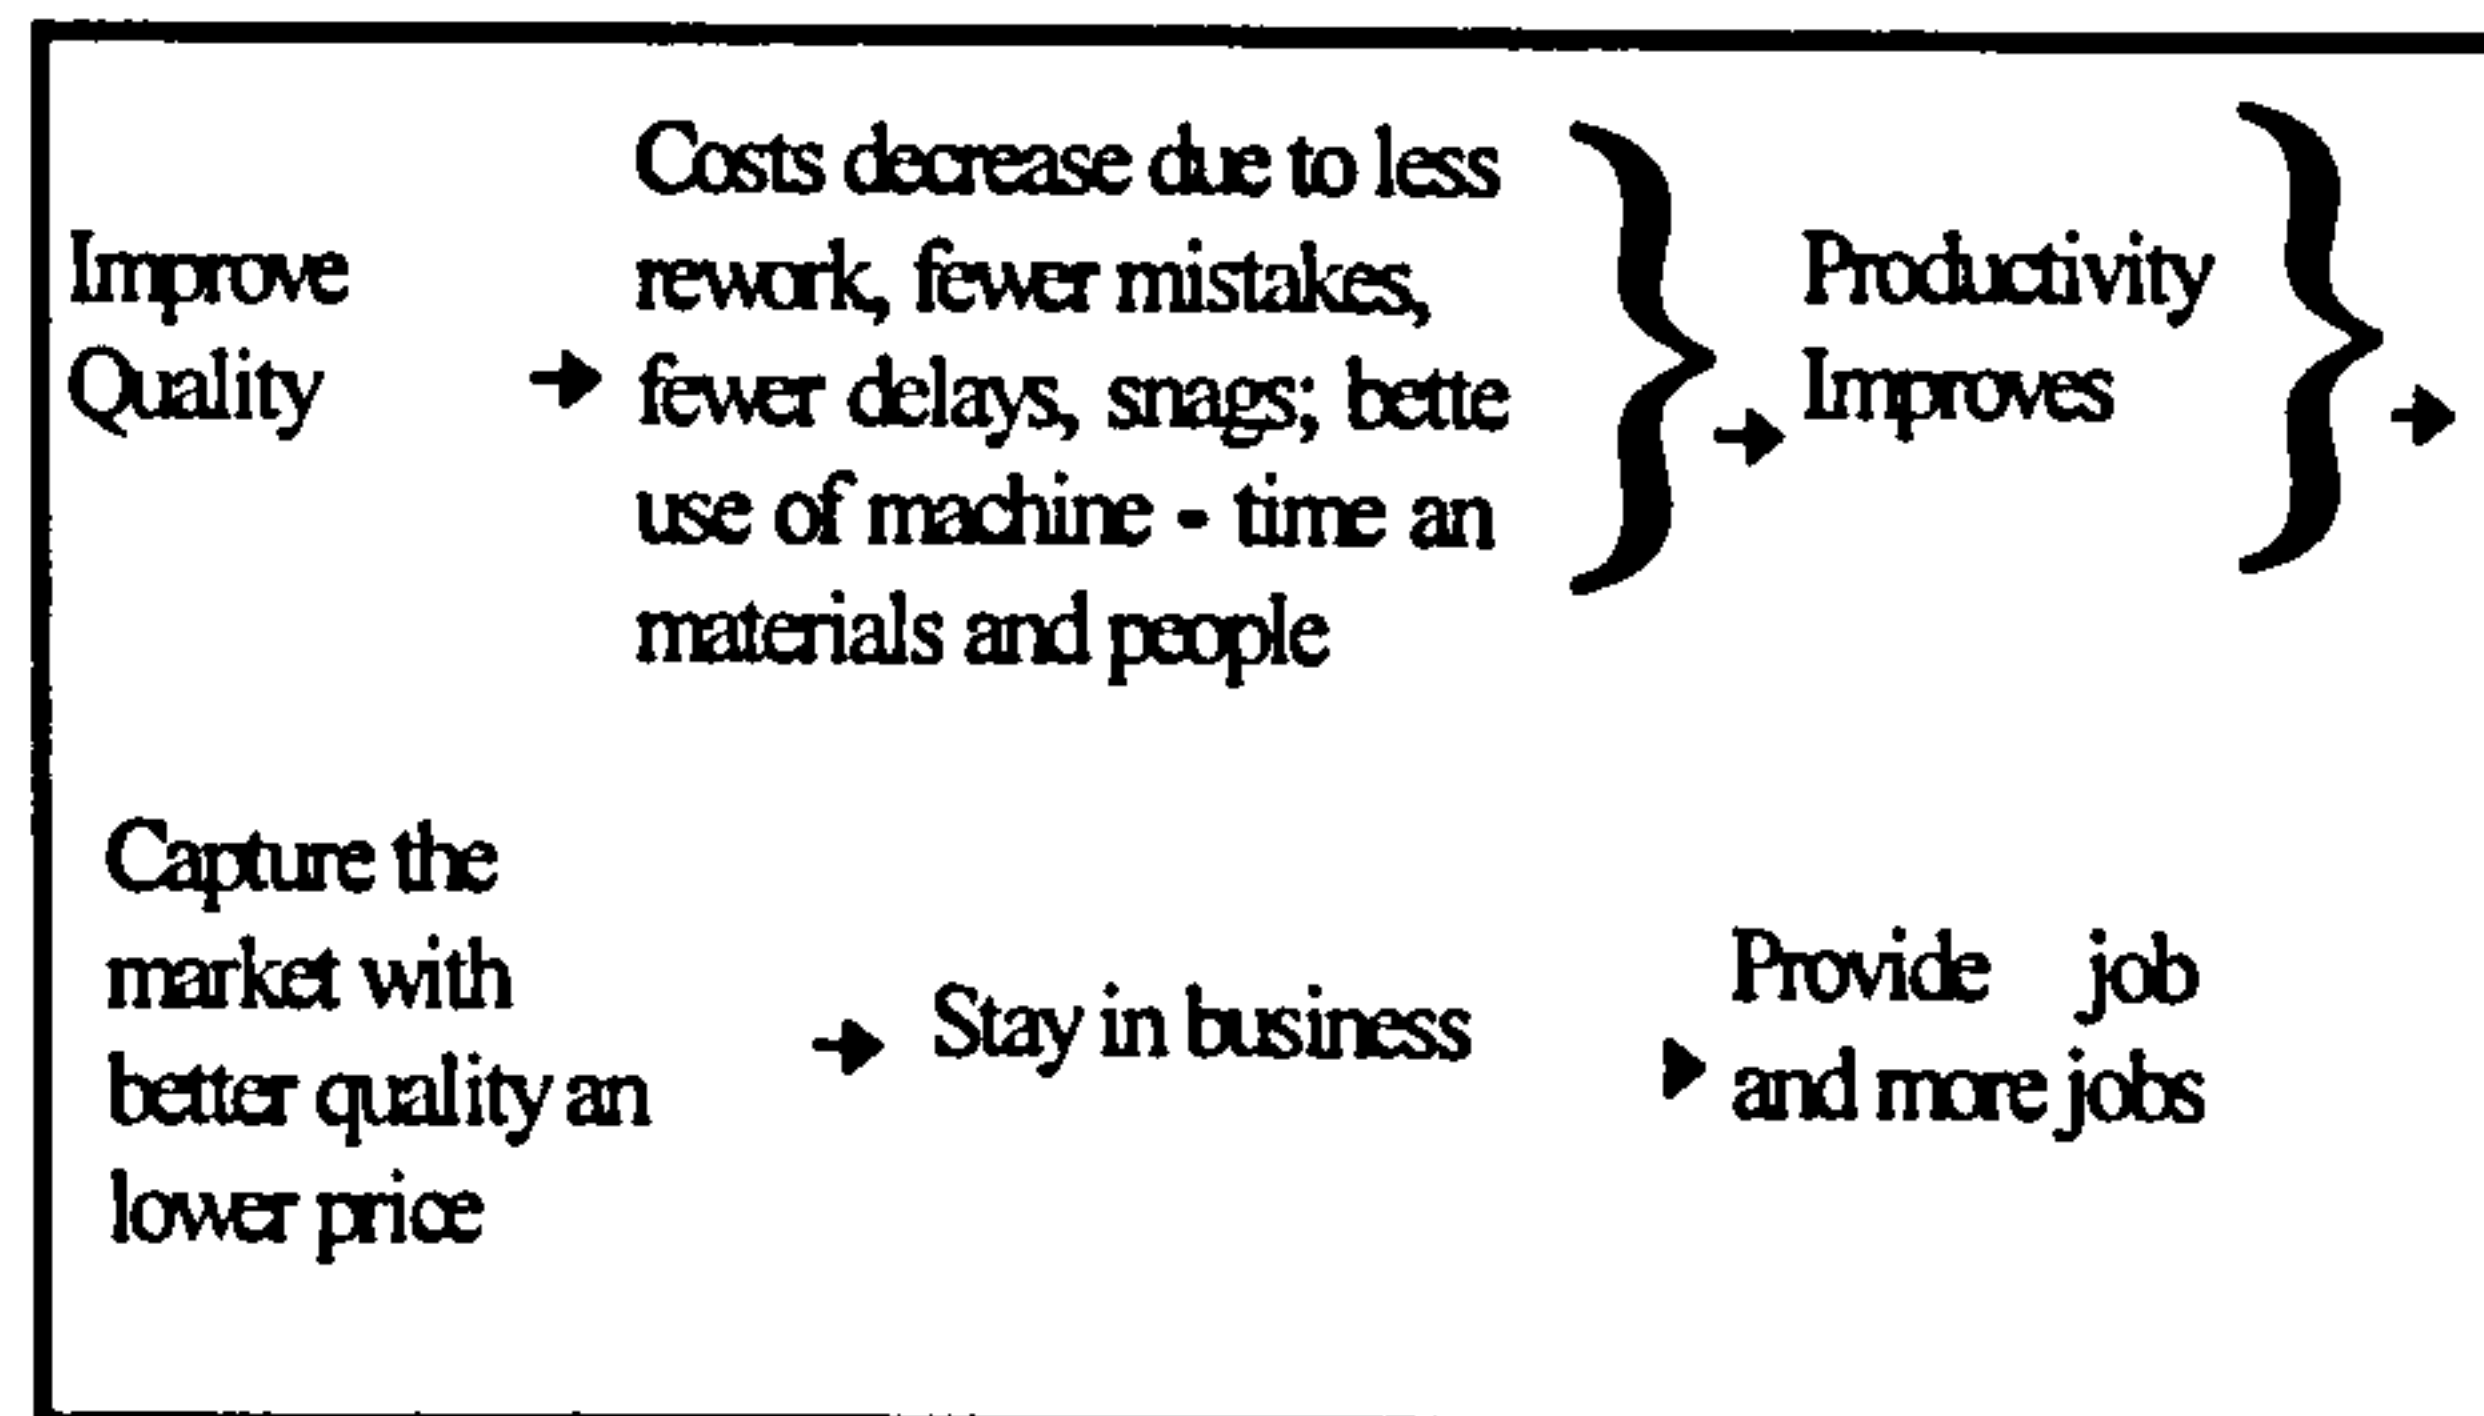 Improve
Quality
Costs decrease due to less
rework, fewer mistakes,
fewer delays, snags; bette
use of machine - time an
materials and people
Productivity
Improves
Capture the
market with
better quality an
lower price
Stay in business
Provide job
and more jobs